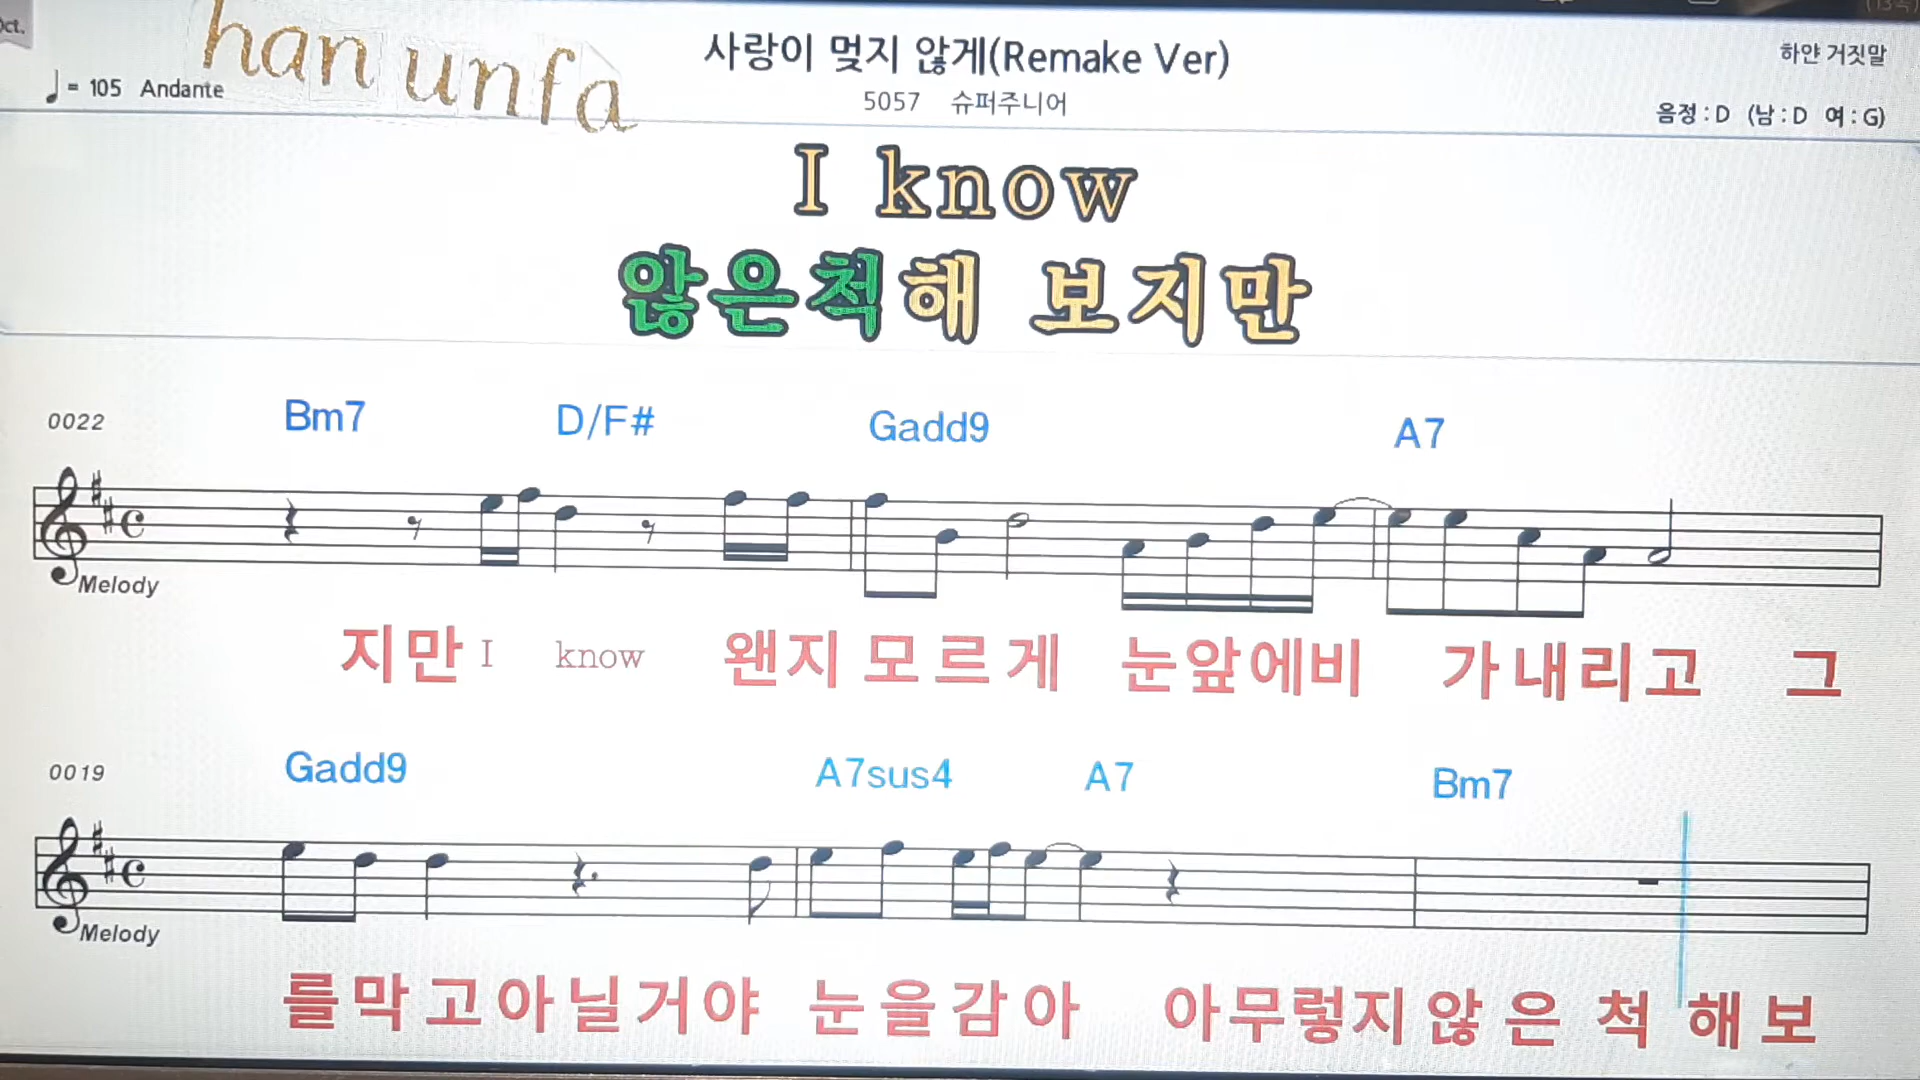 Oct.
han unfa
사랑이 멎지 않게(Remake Ver)
하얀 거짓말
♩= 105 Andante
5057 슈퍼주니어
음정 : D (남 : D 여 : G)
I know
않은척해 보지만
0022 Bm7 D/F# Gadd9 A7
Melody
지만 I know 왠지 모르게 눈앞에비 가내리고 그
0019 Gadd9 A7sus4 A7 Bm7
Melody
를막고아닐거야 눈을감아 아무렇지않은 척 해보